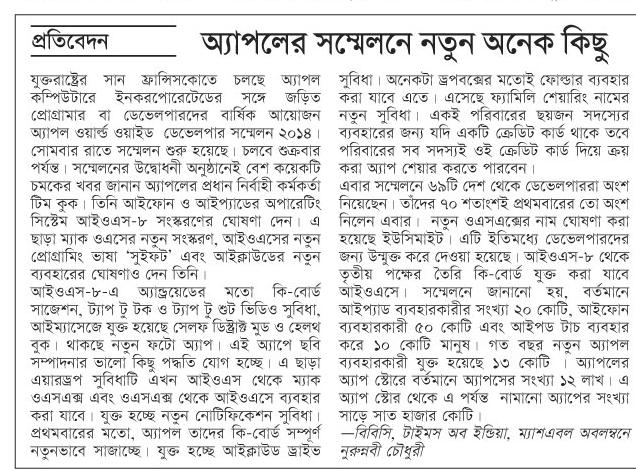 প্রতিবেদন
অ্যাপলের সম্মেলনে নতুন অনেক কিছু
যুক্তরাষ্ট্রের সান ফ্রান্সিসকোতে চলছে অ্যাপল
কম্পিউটারে ইনকরপোরেটেডের সঙ্গে জড়িত
প্রোগ্রামার বা ডেভেলপারদের বার্ষিক আয়োজন
অ্যাপল ওয়ার্ল্ড ওয়াইড ডেভেলপার সম্মেলন ২০১৪।
সোমবার রাতে সম্মেলন শুরু হয়েছে। চলবে শুক্রবার
পর্যন্ত। সম্মেলনের উদ্বোধনী অনুষ্ঠানেই বেশ কয়েকটি
চমকের খবর জানান অ্যাপলের প্রধান নির্বাহী কর্মকর্তা
টিম কুক। তিনি আইফোন ও আইপ্যাডের অপারেটিং
সিস্টেম আইওএস-৮ সংস্করণের ঘোষণা দেন। এ
ছাড়া ম্যাক ওএসের নতুন সংস্করণ, আইওএসের নতুন
প্রোগ্রামিং ভাষা 'সুইফট' এবং আইক্লাউডের নতুন
ব্যবহারের ঘোষণাও দেন তিনি।
আইওএস-৮-এ অ্যান্ড্রয়েডের মতো কি-বোর্ড
সাজেশন, ট্যাপ টু টক ও ট্যাপ টু শুট ভিডিও সুবিধা,
আইম্যাসেজে যুক্ত হয়েছে সেলফ ডিস্ট্রাক্ট মুড ও হেলথ
বুক। থাকছে নতুন ফটো অ্যাপ। এই অ্যাপে ছবি
সম্পাদনার ভালো কিছু পদ্ধতি যোগ হচ্ছে। এ ছাড়া
এয়ারড্রপ সুবিধাটি এখন আইওএস থেকে ম্যাক
ওএসএক্স এবং ওএসএক্স থেকে আইওএসে ব্যবহার
করা যাবে। যুক্ত হচ্ছে নতুন নোটিফিকেশন সুবিধা।
প্রথমবারের মতো, অ্যাপল তাদের কি-বোর্ড সম্পূর্ণ
নতুনভাবে সাজাচ্ছে। যুক্ত হচ্ছে আইক্লাউড ড্রাইভ
সুবিধা। অনেকটা ড্রপবক্সের মতোই ফোল্ডার ব্যবহার
করা যাবে এতে। এসেছে ফ্যামিলি শেয়ারিং নামের
নতুন সুবিধা। একই পরিবারের ছয়জন সদস্যের
ব্যবহারের জন্য যদি একটি ক্রেডিট কার্ড থাকে তবে
পরিবারের সব সদস্যই ওই ক্রেডিট কার্ড দিয়ে ক্রয়
করা অ্যাপ শেয়ার করতে পারবেন।
এবার সম্মেলনে ৬৯টি দেশ থেকে ডেভেলপাররা অংশ
নিয়েছেন। তাঁদের ৭০ শতাংশই প্রথমবারের তো অংশ
নিলেন এবার। নতুন ওএসএক্সের নাম ঘোষণা করা
হয়েছে ইউসিমাইট। এটি ইতিমধ্যে ডেভেলপারদের
জন্য উন্মুক্ত করে দেওয়া হয়েছে। আইওএস-৮ থেকে
তৃতীয় পক্ষের তৈরি কি-বোর্ড যুক্ত করা যাবে
আইওএসে। সম্মেলনে জানানো হয়, বর্তমানে
আইপ্যাড ব্যবহারকারীর সংখ্যা ২০ কোটি, আইফোন
ব্যবহারকারী ৫০ কোটি এবং আইপড টাচ ব্যবহার
করে ১০ কোটি মানুষ। গত বছর নতুন অ্যাপল
ব্যবহারকারী যুক্ত হয়েছে ১৩ কোটি । অ্যাপলের
অ্যাপ স্টোরে বর্তমানে অ্যাপসের সংখ্যা ১২ লাখ। এ
অ্যাপ স্টোর থেকে এ পর্যন্ত নামানো অ্যাপের সংখ্যা
সাড়ে সাত হাজার কোটি।
—বিবিসি, টাইমস অব ইন্ডিয়া, ম্যাশএবল অবলম্বনে
নুরুন্নবী চৌধুরী